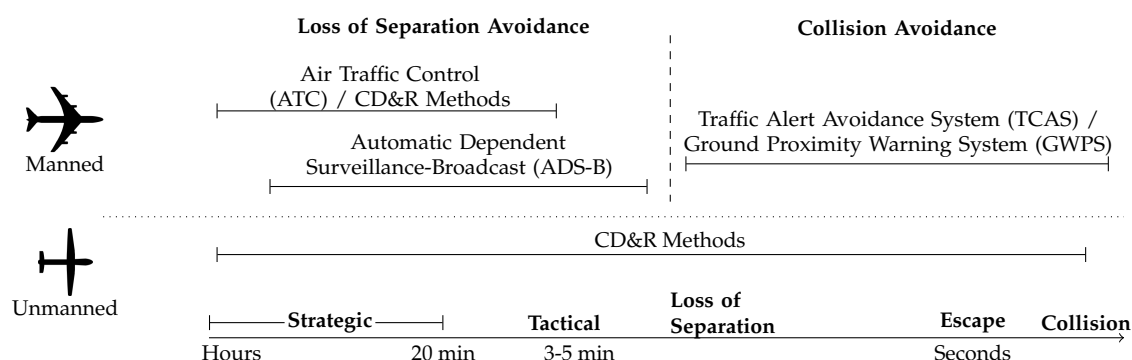 Loss of Separation Avoidance
Collision Avoidance
Air Traffic Control
(ATC) / CD&R Methods
Automatic Dependent
Surveillance-Broadcast (ADS-B)
Traffic Alert Avoidance System (TCAS) /
Ground Proximity Warning System (GWPS)
Manned
CD&R Methods
Unmanned
Strategic
Tactical
Loss of
Separation
Escape
Collision
Hours
20 min
3-5 min
Seconds